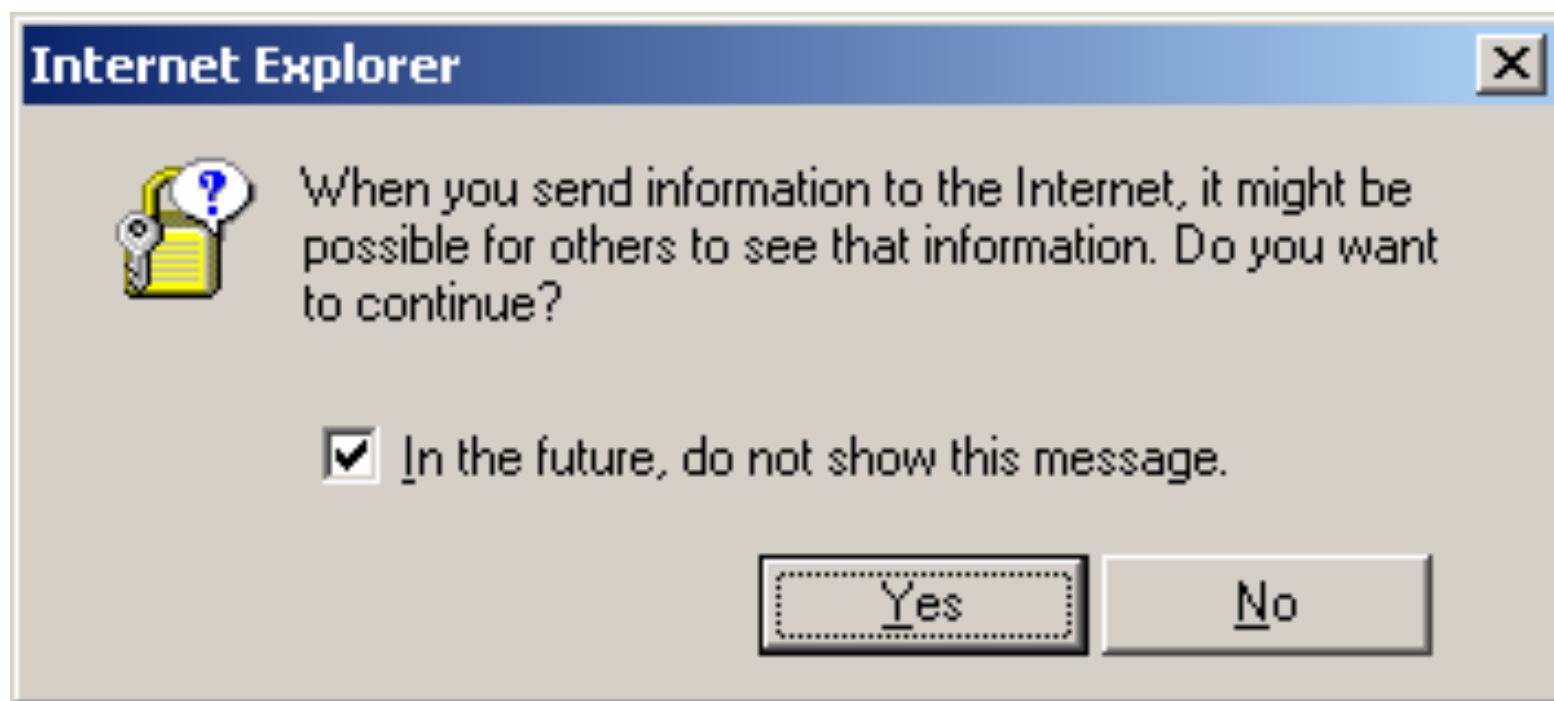 Internet Explorer
?
When you send information to the Internet, it might be
possible for others to see that information. Do you want
to continue?
In the future, do not show this message.
Yes
No